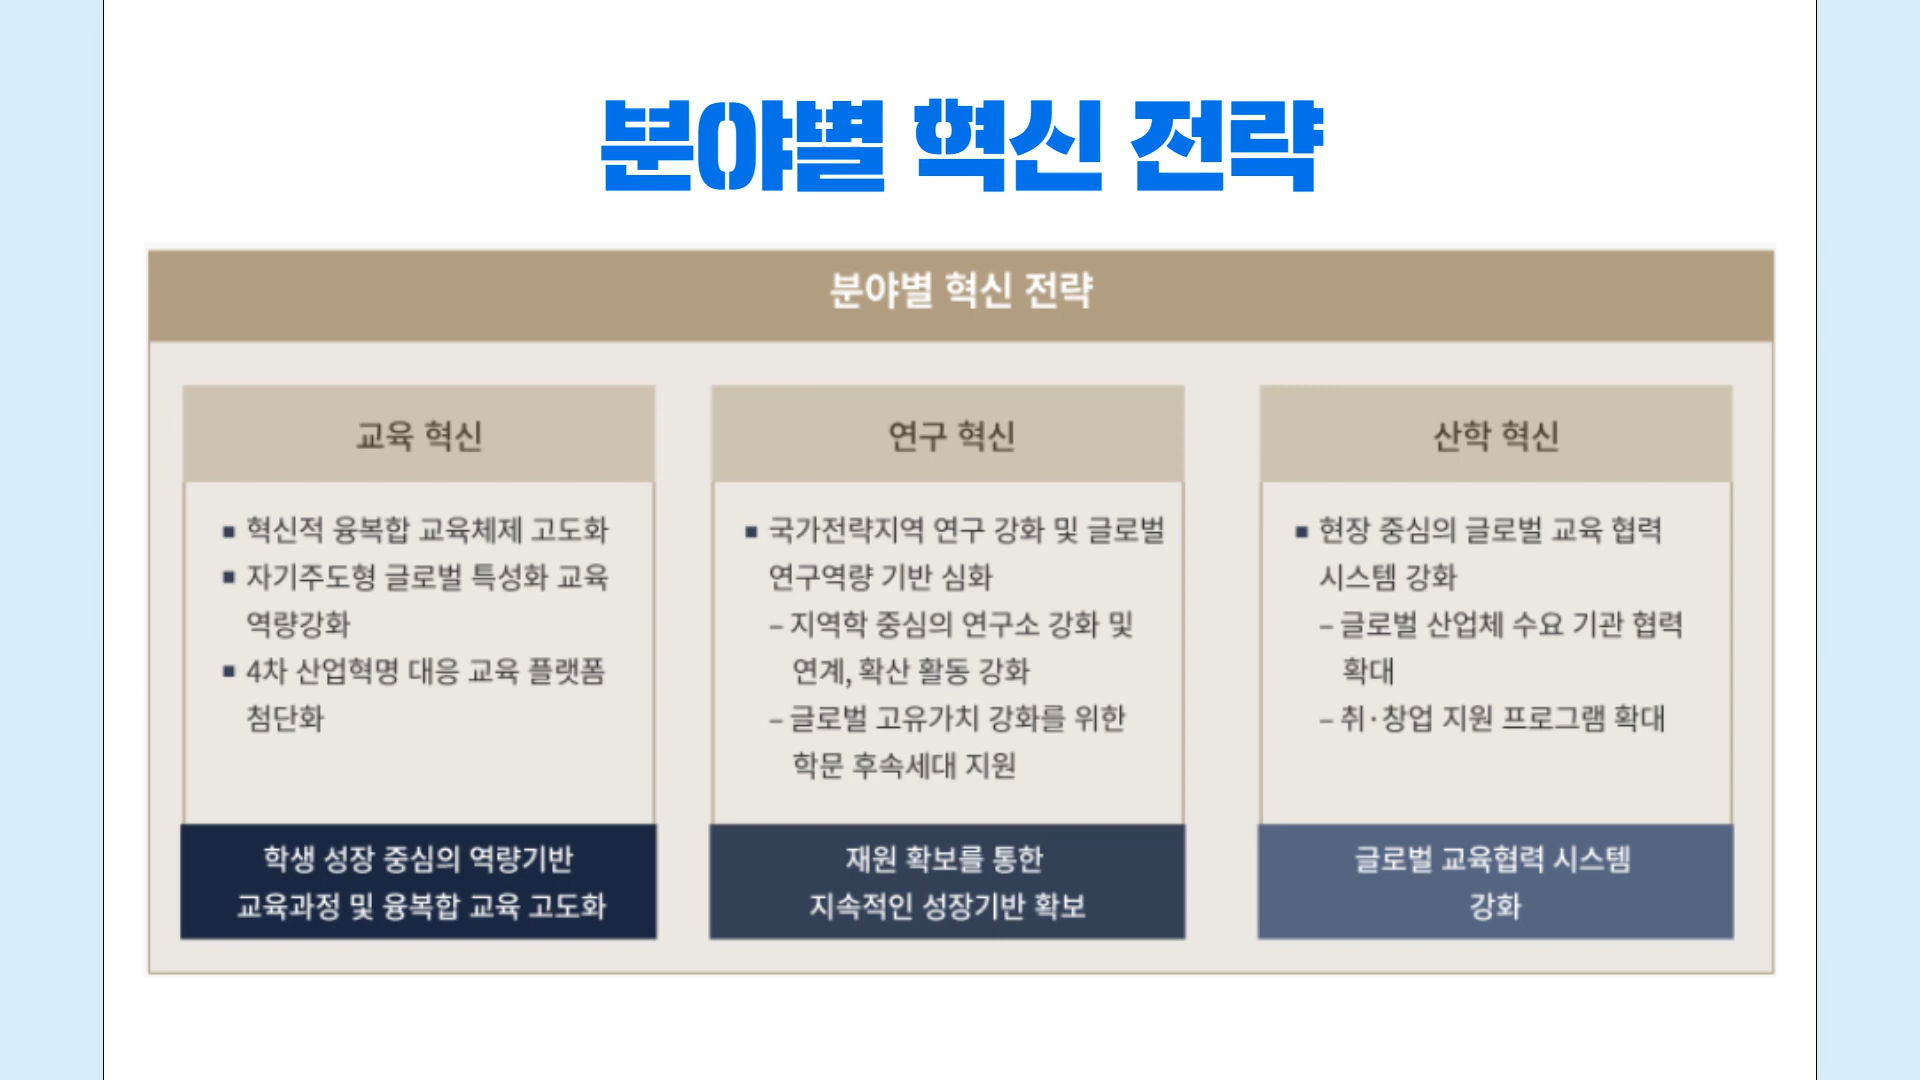 분야별 혁신 전략
분야별 혁신 전략
교육 혁신
▪ 혁신적 융복합 교육체제 고도화
▪ 자기주도형 글로벌 특성화 교육
역량강화
▪ 4차 산업혁명 대응 교육 플랫폼
첨단화
학생 성장 중심의 역량기반
교육과정 및 융복합 교육 고도화
연구 혁신
▪ 국가전략지역 연구 강화 및 글로벌
연구역량 기반 심화
– 지역학 중심의 연구소 강화 및
연계, 확산 활동 강화
– 글로벌 고유가치 강화를 위한
학문 후속세대 지원
재원 확보를 통한
지속적인 성장기반 확보
산학 혁신
▪ 현장 중심의 글로벌 교육 협력
시스템 강화
– 글로벌 산업체 수요 기관 협력
확대
– 취·창업 지원 프로그램 확대
글로벌 교육협력 시스템
강화